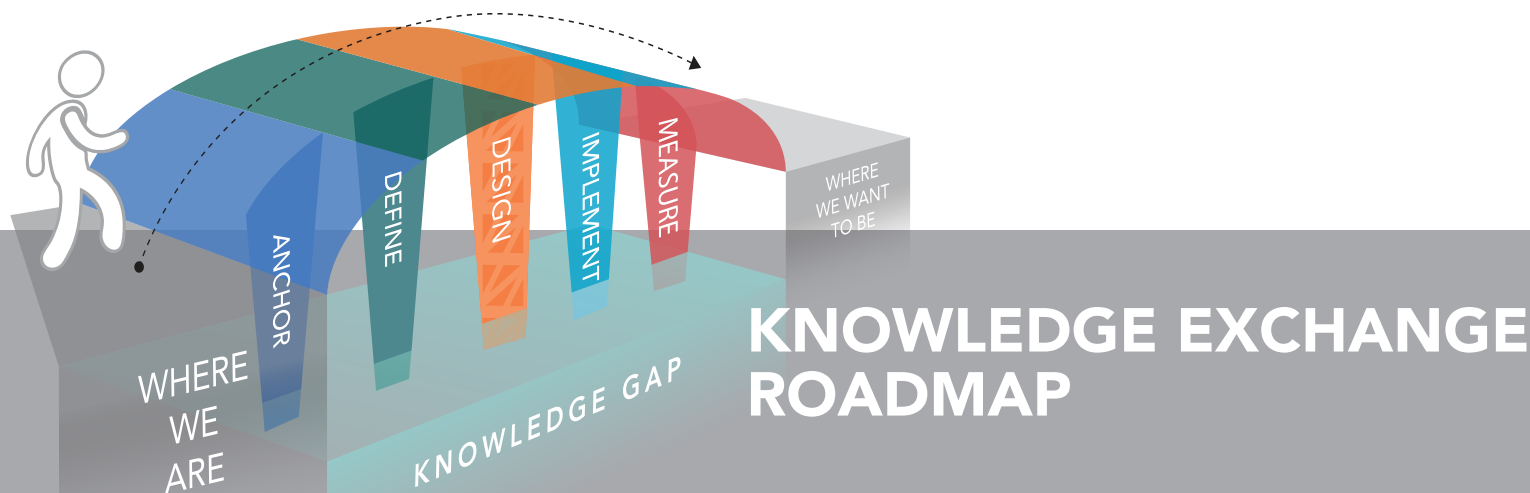 ANCHOR
DEFINE
DESIGN
IMPLEMENT
MEASURE
WHERE
WE WANT
TO BE
WHERE
WE
ARE
KNOWLEDGE GAP
KNOWLEDGE EXCHANGE
ROADMAP